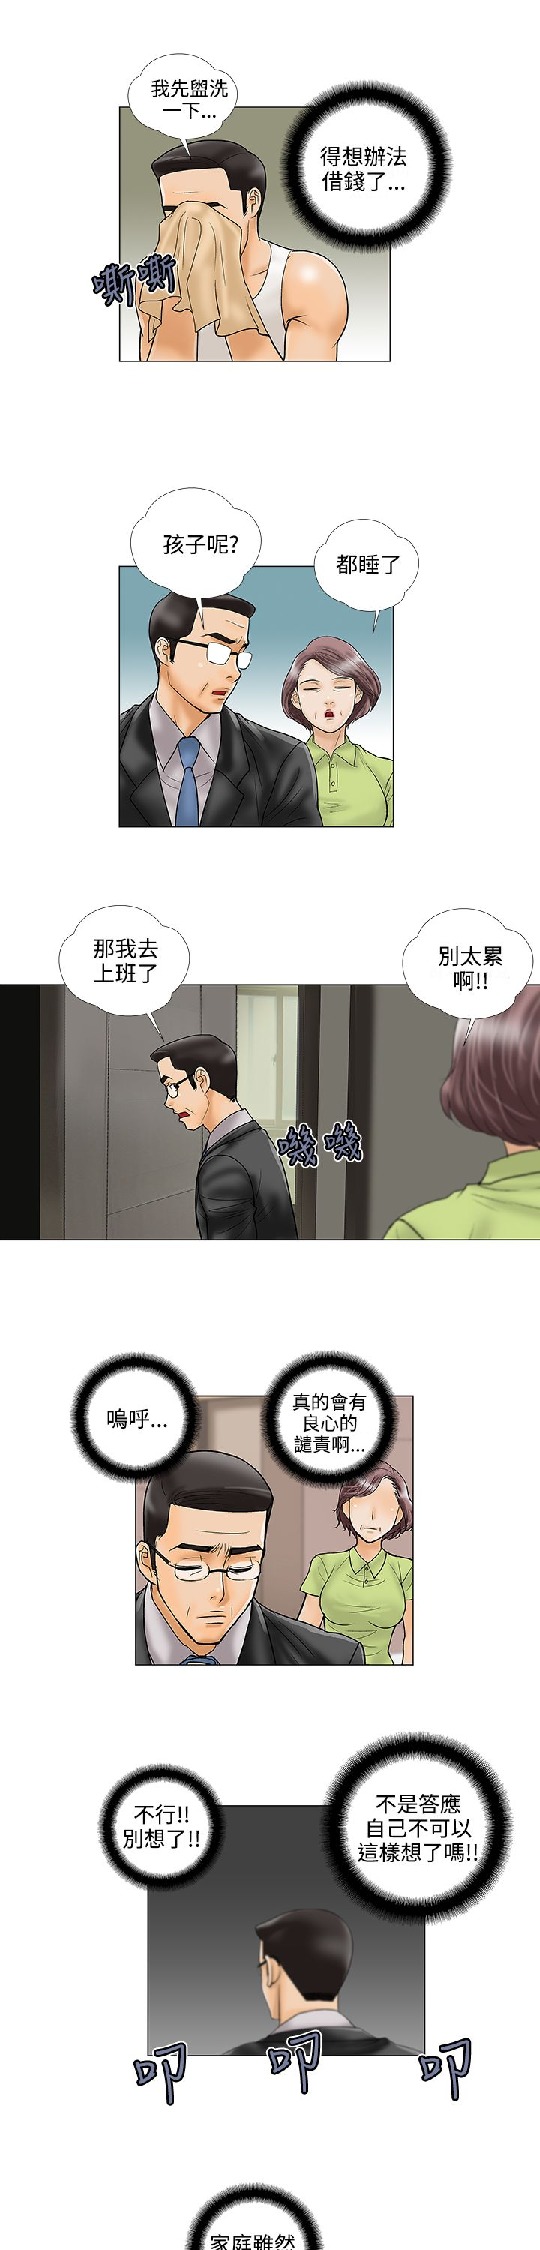 我先盥洗
一下...
得想辦法
借錢了...
嘶嘶
孩子呢?
都睡了
那我去
上班了
別太累
啊!!
嘰嘰
嗚呼...
真的會有
良心的
譴責啊...
不行!!
別想了!!
不是答應
自己不可以
這樣想了嗎!!
叩 叩 叩
家庭雖然